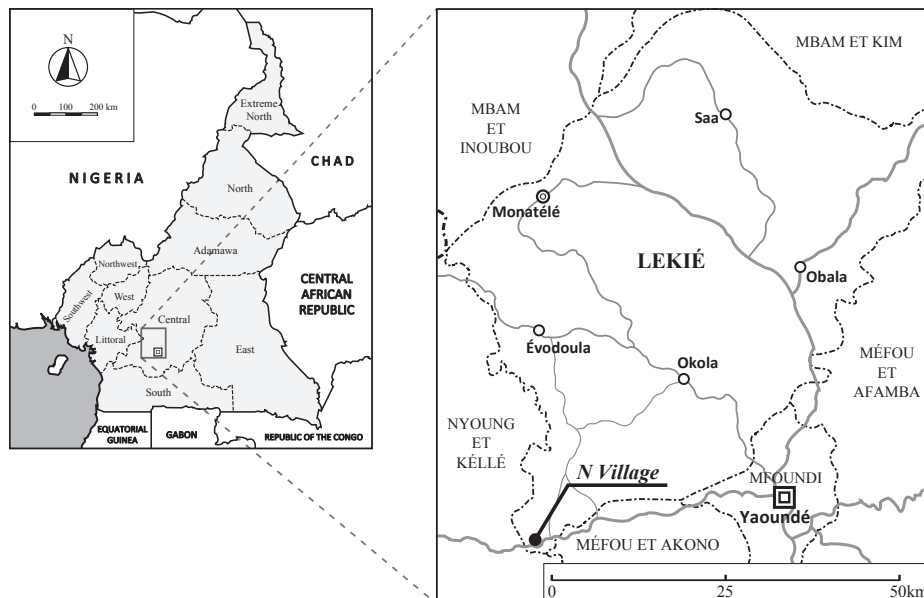 N
0 100 200 km
Extreme
North
CHAD
NIGERIA
North
Adamawa
Northwest
Southwest
West
CENTRAL
AFRICAN
REPUBLIC
Central
Littoral
East
South
EQUATORIAL
GUINEA
GABON
REPUBLIC OF THE CONGO
MBAM ET KIM
MBAM
ET
INOUBOU
Saa
Monatélé
LEKIÉ
Obala
Évodoula
Okola
MÉFOU
ET
AFAMBA
NYOUNG
ET
KÉLLÉ
N Village
MFOUNDI
Yaoundé
MÉFOU ET AKONO
0 25 50km